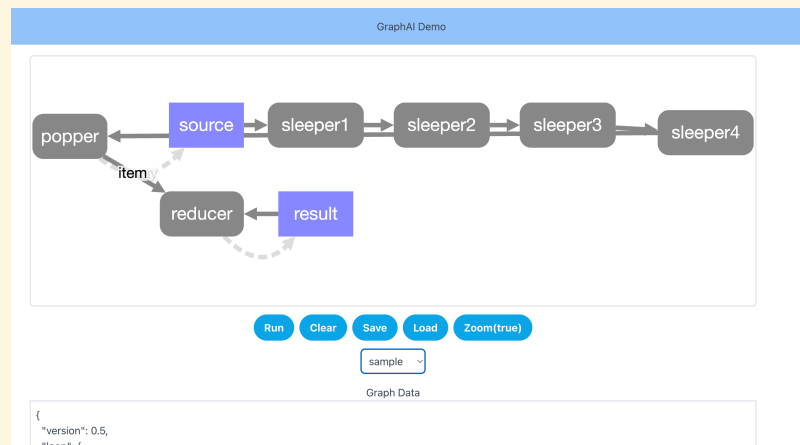 GraphAI Demo
popper
source
sleeper1
sleeper2
sleeper3
sleeper4
item
reducer
result
Run
Clear
Save
Load
Zoom(true)
sample
Graph Data
{
"version": 0.5,
"loop": {